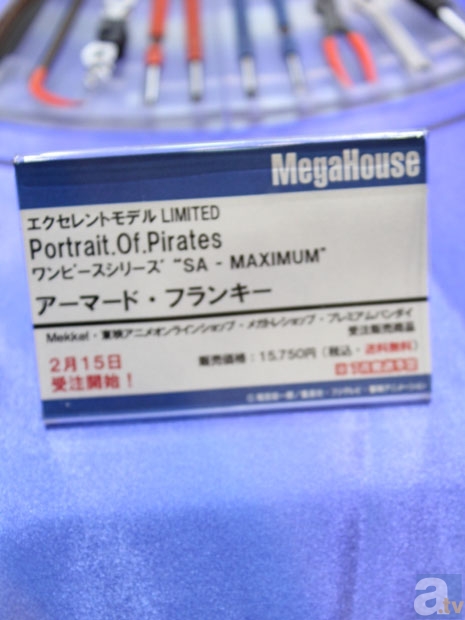 MegaHouse
エクセレントモデル LIMITED
Portrait.Of.Pirates
ワンピースシリーズ "SA - MAXIMUM"
アーマード・フランキー
Mekke!・東映アニメオンラインショップ・メガトレショップ・プレミアムバンダイ
受注販売商品
2月15日
受注開始！
販売価格：15,750円（税込・送料無料）
a.tv